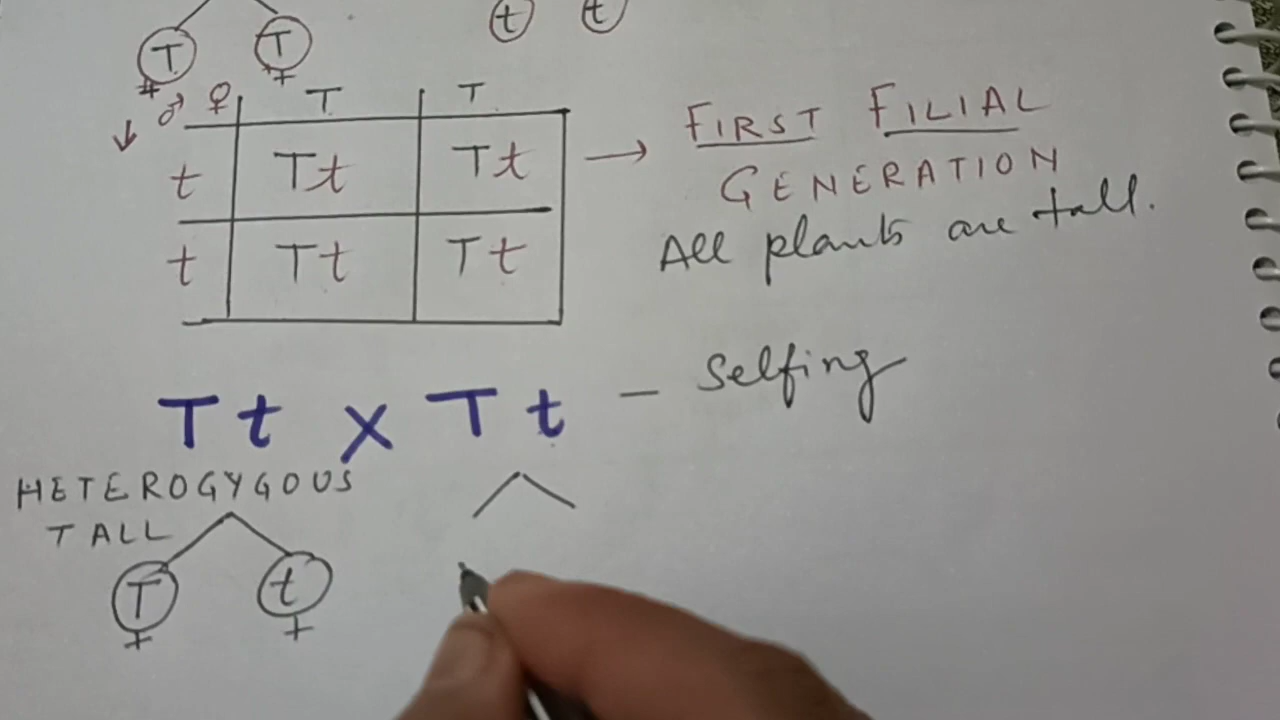 t t
T T
♂ ♀ T T
t Tt Tt
t Tt Tt
→ FIRST FILIAL
GENERATION
All plants are tall.
Tt x Tt - Selfing
HETEROGYGOUS
TALL
T t